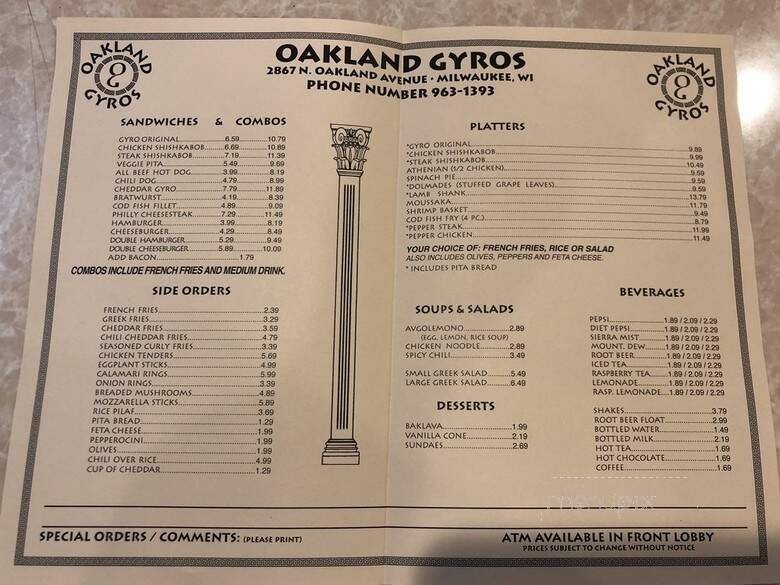 OAKLAND GYROS
OAKLAND GYROS
2867 N. OAKLAND AVENUE · MILWAUKEE, WI
PHONE NUMBER 963-1393
OAKLAND GYROS
SANDWICHES & COMBOS
GYRO ORIGINAL 6.59 10.79
CHICKEN SHISHKABOB 6.69 10.89
STEAK SHISHKABOB 7.19 11.39
VEGGIE PITA 5.49 9.69
ALL BEEF HOT DOG 3.99 8.19
CHILI DOG 4.79 8.99
CHEDDAR GYRO 7.79 11.89
BRATWURST 4.19 8.39
COD FISH FILLET 4.89 9.09
PHILLY CHEESESTEAK 7.29 11.49
HAMBURGER 3.99 8.19
CHEESEBURGER 4.29 8.49
DOUBLE HAMBURGER 5.29 9.49
DOUBLE CHEESEBURGER 5.89 10.09
ADD BACON 1.79
COMBOS INCLUDE FRENCH FRIES AND MEDIUM DRINK.
SIDE ORDERS
FRENCH FRIES 2.39
GREEK FRIES 3.29
CHEDDAR FRIES 3.59
CHILI CHEDDAR FRIES 4.79
SEASONED CURLY FRIES 3.39
CHICKEN TENDERS 5.69
EGGPLANT STICKS 4.99
CALAMARI RINGS 5.99
ONION RINGS 3.39
BREADED MUSHROOMS 4.89
MOZZARELLA STICKS 5.89
RICE PILAF 3.69
PITA BREAD 1.29
FETA CHEESE 1.99
PEPPEROCINI 1.99
OLIVES 1.99
CHILI OVER RICE 4.99
CUP OF CHEDDAR 1.29
PLATTERS
*GYRO ORIGINAL 9.89
*CHICKEN SHISHKABOB 9.99
*STEAK SHISHKABOB 10.49
ATHENIAN (1/2 CHICKEN) 9.59
SPINACH PIE 9.59
*DOLMADES (STUFFED GRAPE LEAVES) 9.59
*LAMB SHANK 13.79
MOUSSAKA 11.79
SHRIMP BASKET 9.49
COD FISH FRY (4 PC.) 8.79
*PEPPER STEAK 11.99
*PEPPER CHICKEN 11.49
YOUR CHOICE OF: FRENCH FRIES, RICE OR SALAD
ALSO INCLUDES OLIVES, PEPPERS AND FETA CHEESE.
* INCLUDES PITA BREAD
SOUPS & SALADS
AVGOLEMONO 2.89
(EGG, LEMON, RICE SOUP)
CHICKEN NOODLE 2.89
SPICY CHILI 3.49
SMALL GREEK SALAD 5.49
LARGE GREEK SALAD 6.49
DESSERTS
BAKLAVA 1.99
VANILLA CONE 2.19
SUNDAES 2.69
BEVERAGES
PEPSI 1.89 / 2.09 / 2.29
DIET PEPSI 1.89 / 2.09 / 2.29
SIERRA MIST 1.89 / 2.09 / 2.29
MOUNT. DEW 1.89 / 2.09 / 2.29
ROOT BEER 1.89 / 2.09 / 2.29
ICED TEA 1.89 / 2.09 / 2.29
RASPBERRY TEA 1.89 / 2.09 / 2.29
LEMONADE 1.89 / 2.09 / 2.29
RASP. LEMONADE 1.89 / 2.09 / 2.29
SHAKES 3.79
ROOT BEER FLOAT 2.99
BOTTLED WATER 1.49
BOTTLED MILK 2.19
HOT TEA 1.69
HOT CHOCOLATE 1.69
COFFEE 1.69
menupix
SPECIAL ORDERS / COMMENTS: (PLEASE PRINT)
ATM AVAILABLE IN FRONT LOBBY
PRICES SUBJECT TO CHANGE WITHOUT NOTICE